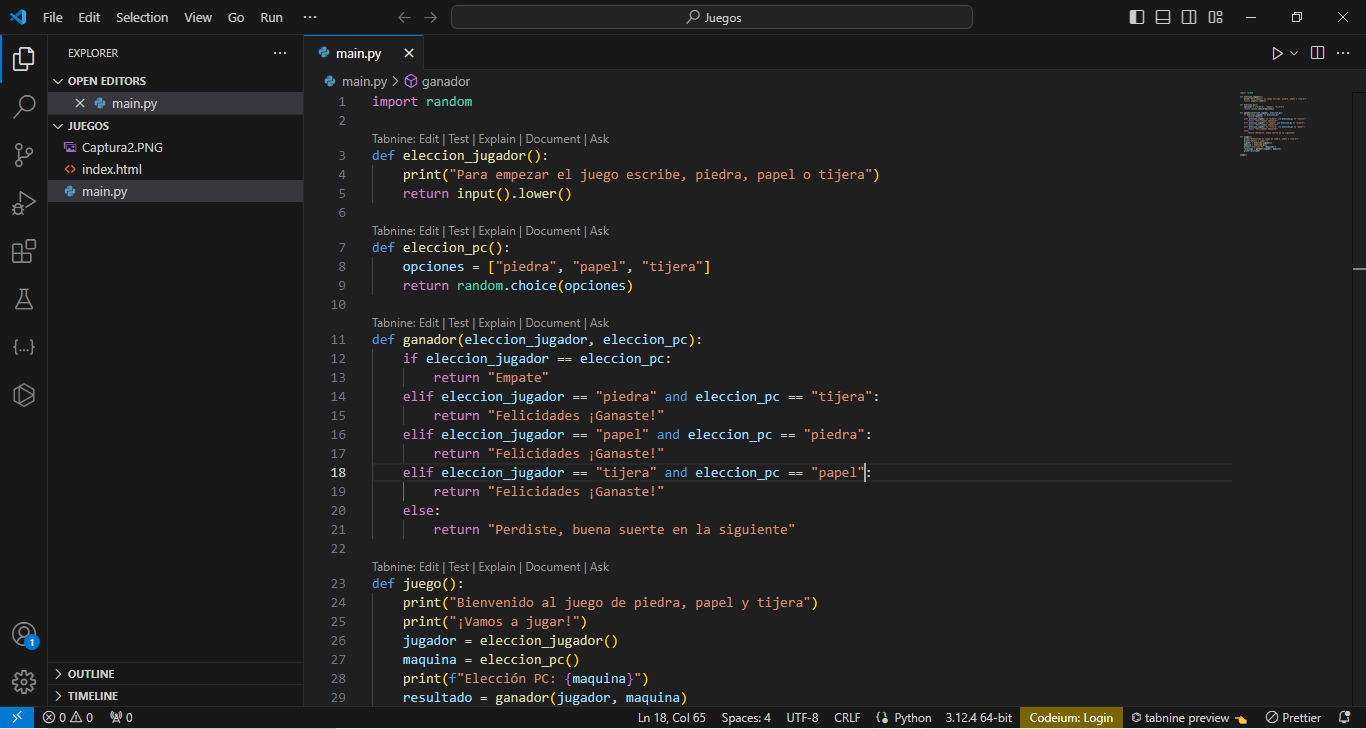 File Edit Selection View Go Run ··· Juegos
EXPLORER ···
OPEN EDITORS
main.py
JUEGOS
Captura2.PNG
index.html
main.py
OUTLINE
TIMELINE
main.py
main.py > ganador
1 import random
2
Tabnine: Edit | Test | Explain | Document | Ask
3 def eleccion_jugador():
4 print("Para empezar el juego escribe, piedra, papel o tijera")
5 return input().lower()
6
Tabnine: Edit | Test | Explain | Document | Ask
7 def eleccion_pc():
8 opciones = ["piedra", "papel", "tijera"]
9 return random.choice(opciones)
10
Tabnine: Edit | Test | Explain | Document | Ask
11 def ganador(eleccion_jugador, eleccion_pc):
12 if eleccion_jugador == eleccion_pc:
13 return "Empate"
14 elif eleccion_jugador == "piedra" and eleccion_pc == "tijera":
15 return "Felicidades ¡Ganaste!"
16 elif eleccion_jugador == "papel" and eleccion_pc == "piedra":
17 return "Felicidades ¡Ganaste!"
18 elif eleccion_jugador == "tijera" and eleccion_pc == "papel":
19 return "Felicidades ¡Ganaste!"
20 else:
21 return "Perdiste, buena suerte en la siguiente"
22
Tabnine: Edit | Test | Explain | Document | Ask
23 def juego():
24 print("Bienvenido al juego de piedra, papel y tijera")
25 print("¡Vamos a jugar!")
26 jugador = eleccion_jugador()
27 maquina = eleccion_pc()
28 print(f"Elección PC: {maquina}")
29 resultado = ganador(jugador, maquina)
1
0 0 0 Ln 18, Col 65 Spaces: 4 UTF-8 CRLF Python 3.12.4 64-bit Codeium: Login tabnine preview Prettier